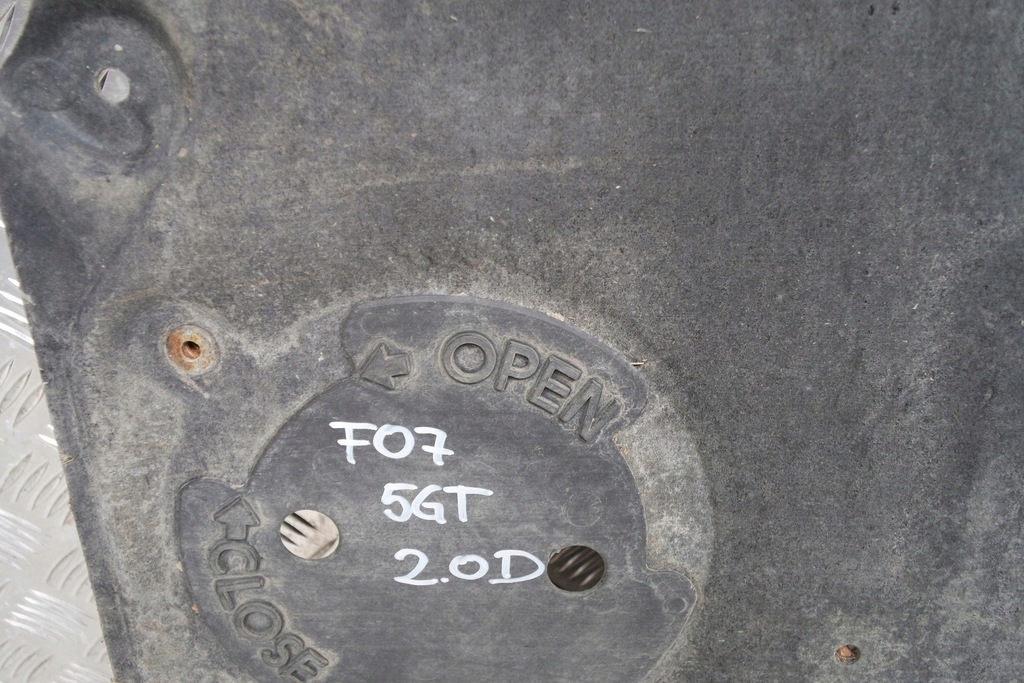 OPEN
F07
5GT
2.0D
CLOSE